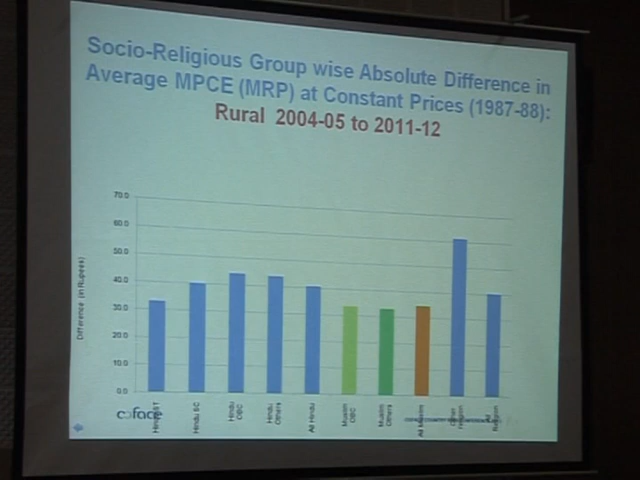 Socio-Religious Group wise Absolute Difference in
Average MPCE (MRP) at Constant Prices (1987-88):
Rural 2004-05 to 2011-12
70.0
60.0
50.0
40.0
30.0
20.0
10.0
0.0
Difference (in Rupees)
Hindu ST
Hindu SC
Hindu
OBC
Hindu
Others
All Hindu
Muslim
OBC
Muslim
Others
All Muslim
Religion
All
Religion
coface